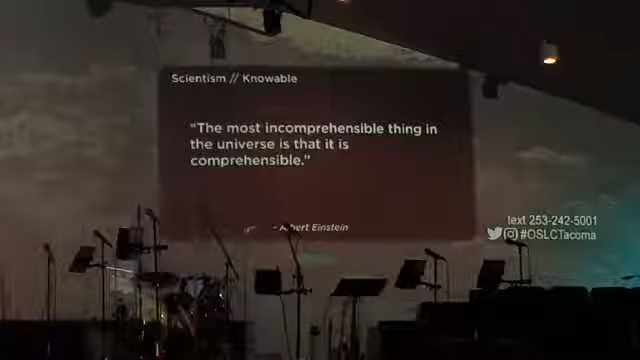 Scientism // Knowable
"The most incomprehensible thing in
the universe is that it is
comprehensible."
- Albert Einstein
text 253-242-5001
#OSLCTacoma